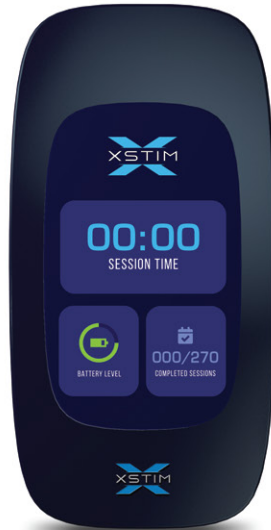 XSTIM
00:00
SESSION TIME
BATTERY LEVEL
000/270
COMPLETED SESSIONS
XSTIM